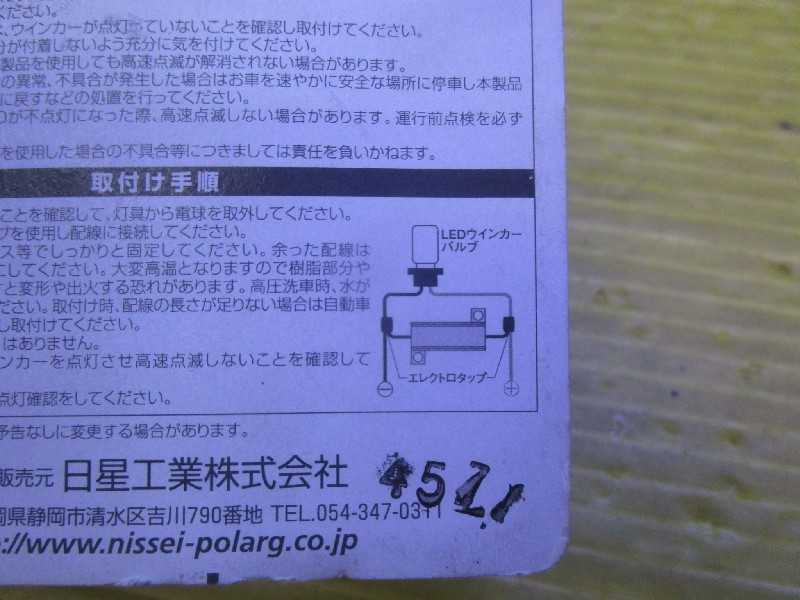 ください。
、ウインカーが点灯していないことを確認し取付けてください。
分が付着しないよう充分に気を付けてください。
製品を使用しても高速点滅が解消されない場合があります。
の異常、不具合が発生した場合はお車を速やかに安全な場所に停車し本製品
に戻すなどの処置を行ってください。
が不点灯になった際、高速点滅しない場合があります。運行前点検を必ず
を使用した場合の不具合等につきましては責任を負いかねます。
取付け手順
ことを確認して、灯具から電球を取外してください。
プを使用し配線に接続してください。
ス等でしっかりと固定してください。余った配線は
にしてください。大変高温となりますので樹脂部分や
すと変形や出火する恐れがあります。高圧洗車時、水が
ださい。取付け時、配線の長さが足りない場合は自動車
し取付けてください。
はありません。
インカーを点灯させ高速点滅しないことを確認して
点灯確認をしてください。
LEDウインカー
バルブ
エレクトロタップ
⊖ ⊕
予告なしに変更する場合があります。
販売元 日星工業株式会社
岡県静岡市清水区吉川790番地 TEL.054-347-0311
://www.nissei-polarg.co.jp